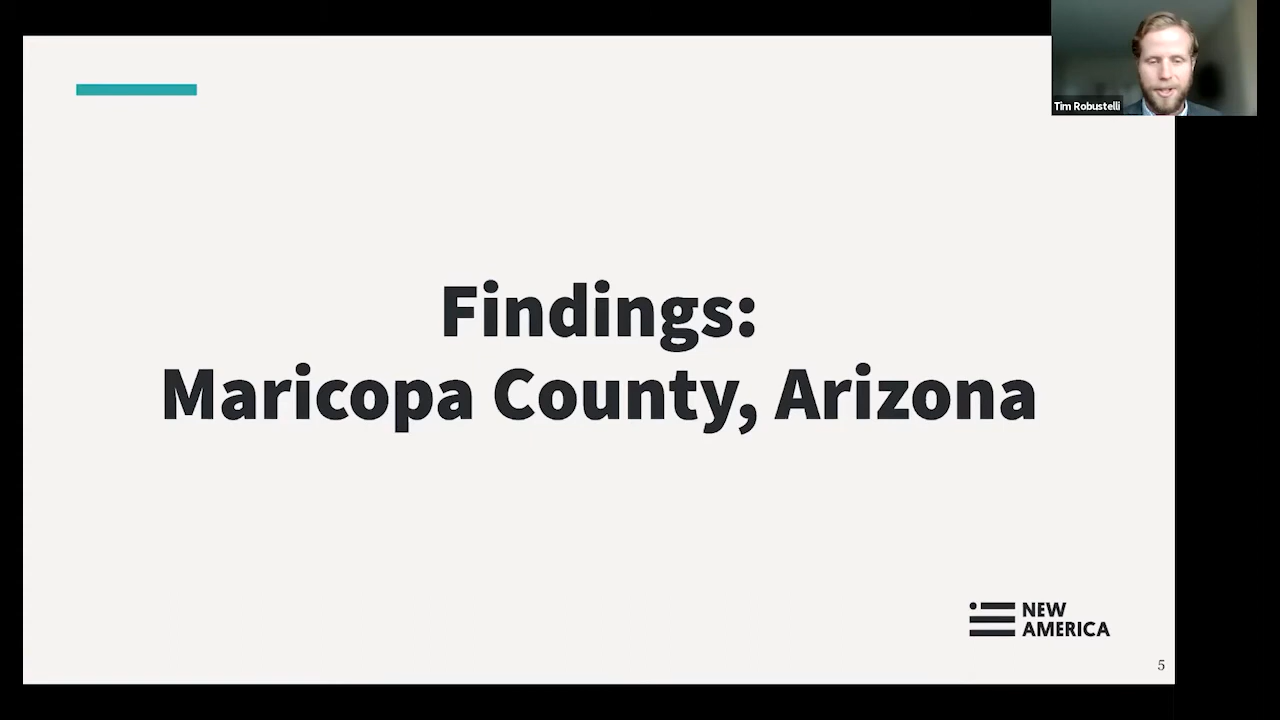 Tim Robustelli
Findings:
Maricopa County, Arizona
NEW
AMERICA
5